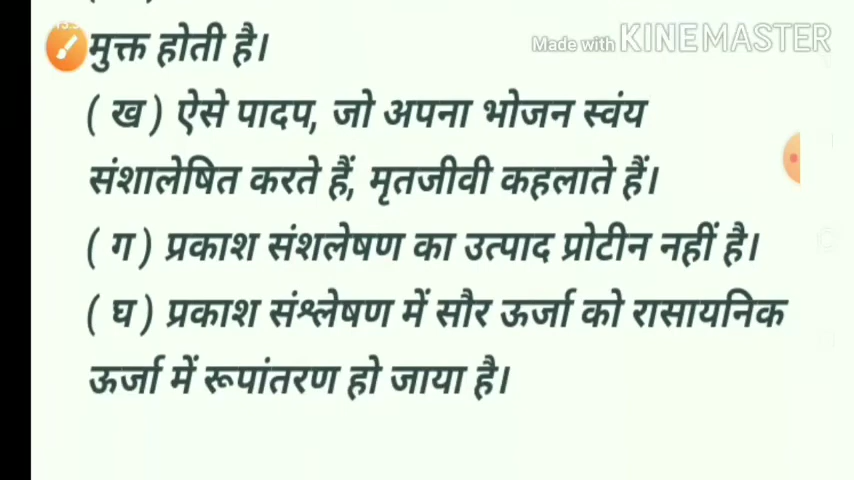 मुक्त होती है।
Made with KINEMASTER
( ख ) ऐसे पादप, जो अपना भोजन स्वंय
संशालेषित करते हैं, मृतजीवी कहलाते हैं।
( ग ) प्रकाश संशलेषण का उत्पाद प्रोटीन नहीं है।
( घ ) प्रकाश संश्लेषण में सौर ऊर्जा को रासायनिक
ऊर्जा में रूपांतरण हो जाया है।